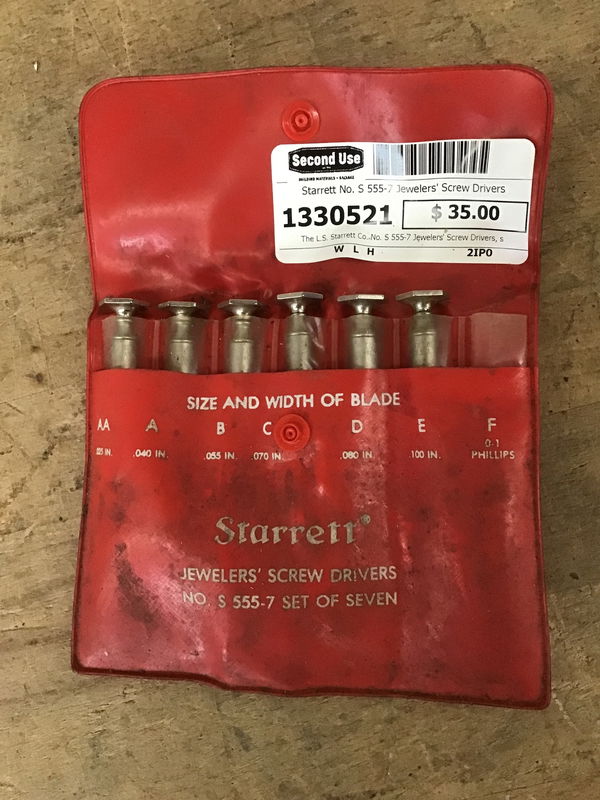 Second Use
BUILDING MATERIALS • SALVAGE
Starrett No. S 555-7 Jewelers' Screw Drivers
1330521
$ 35.00
The L.S. Starrett Co. No. S 555-7 Jewelers' Screw Drivers, s
W L H
2IP0
SIZE AND WIDTH OF BLADE
AA A B C D E F
.040 IN. .055 IN. .070 IN. .080 IN. .100 IN. 0-1
PHILLIPS
Starrett®
JEWELERS' SCREW DRIVERS
NO. S 555-7 SET OF SEVEN